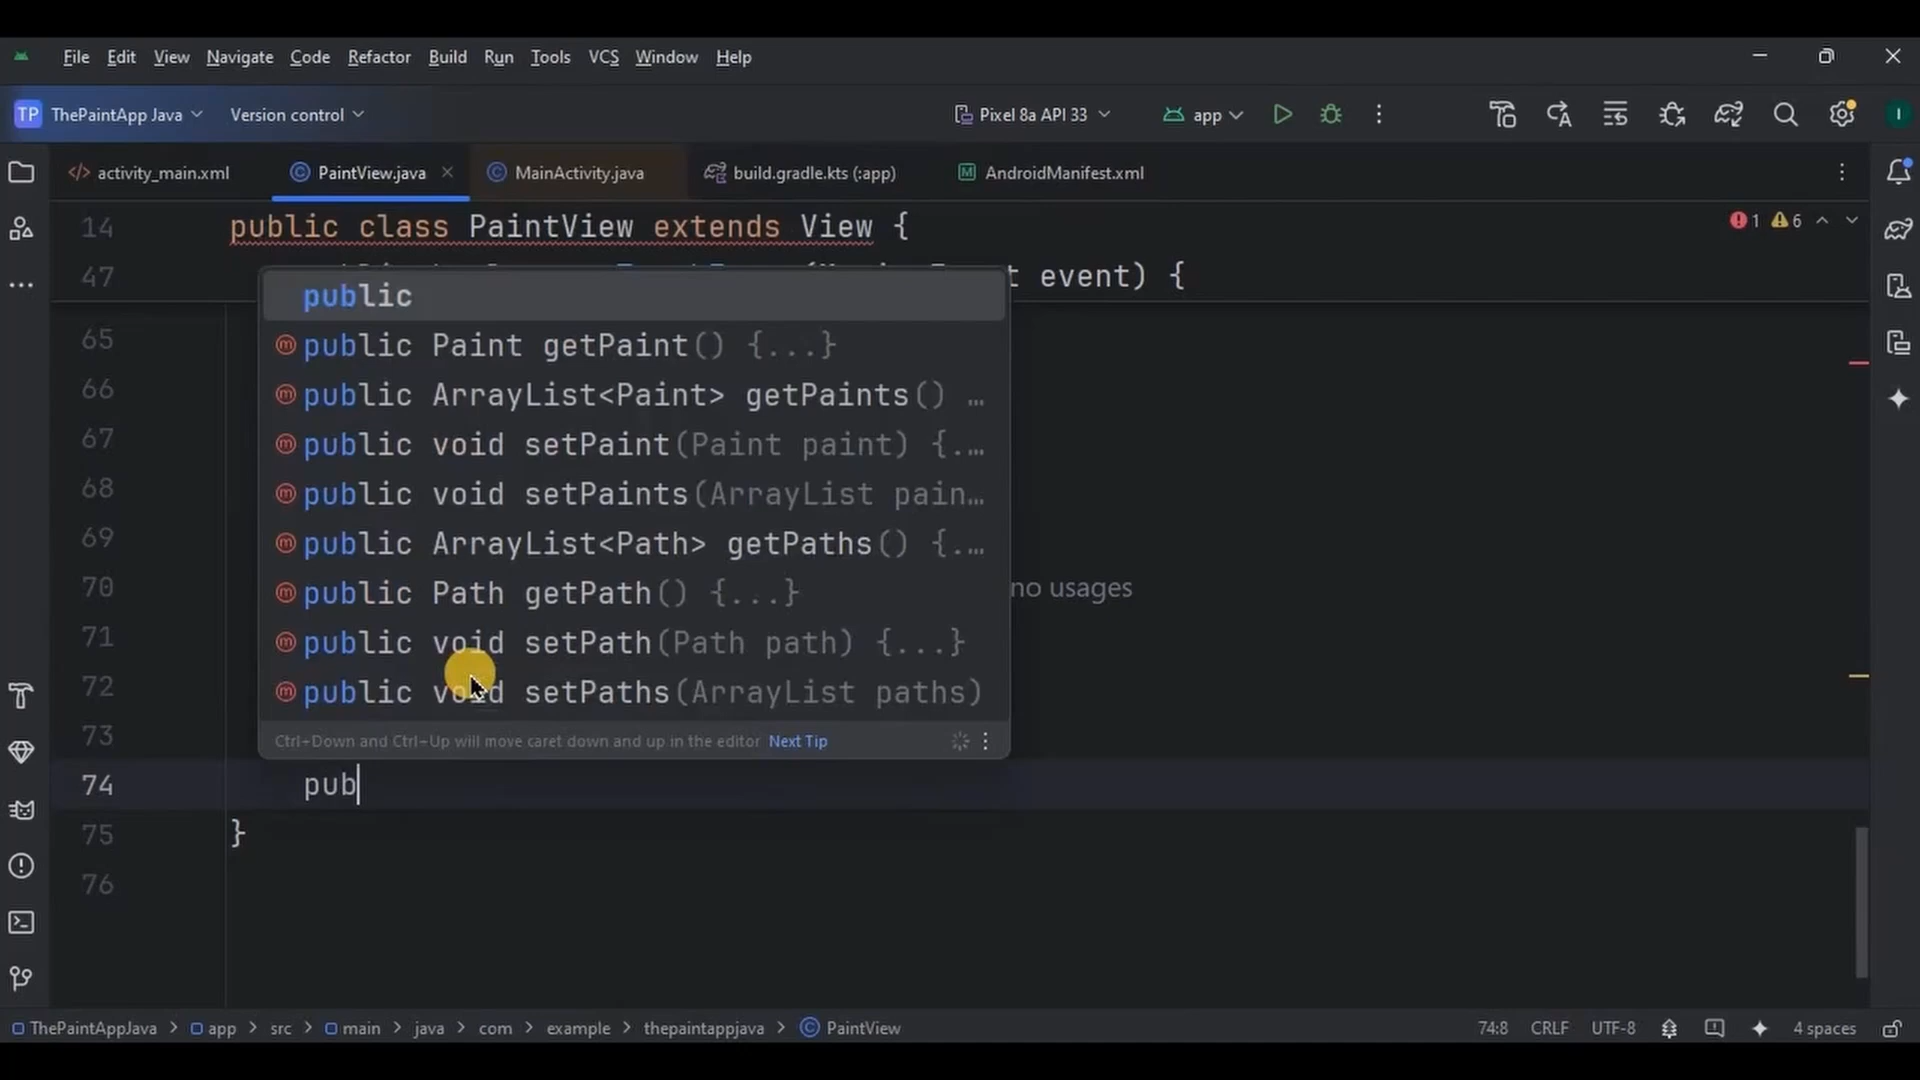 File Edit View Navigate Code Refactor Build Run Tools VCS Window Help
TP ThePaintApp Java Version control Pixel 8a API 33 app I
activity_main.xml PaintView.java MainActivity.java build.gradle.kts (:app) AndroidManifest.xml
14 public class PaintView extends View {
1 6
47 t event) {
public
65
public Paint getPaint() {...}
66
public ArrayList<Paint> getPaints() …
67
public void setPaint(Paint paint) {.…
68
public void setPaints(ArrayList pain…
69
public ArrayList<Path> getPaths() {.…
70
public Path getPath() {...}
no usages
71
public void setPath(Path path) {...}
72
public void setPaths(ArrayList paths)
73
Ctrl+Down and Ctrl+Up will move caret down and up in the editor Next Tip
74 pub
75 }
76
ThePaintAppJava > app > src > main > java > com > example > thepaintappjava > PaintView
74:8 CRLF UTF-8 4 spaces